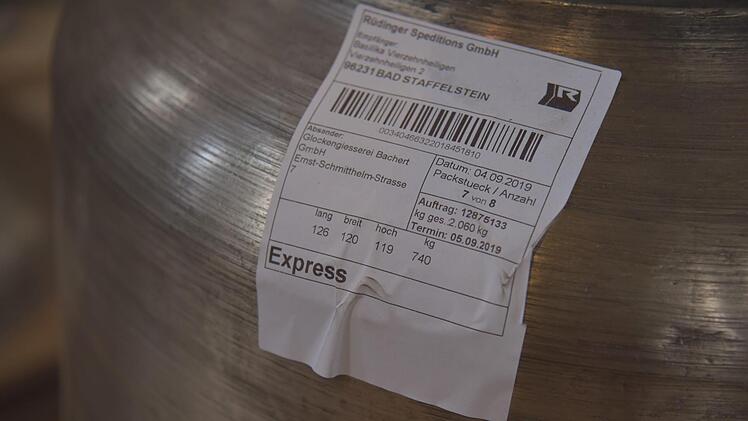 Rüdinger Speditions GmbH
Empfänger:
Basilika Vierzehnheiligen
Vierzehnheiligen 2
96231 BAD STAFFELSTEIN
R
00340466322018451810
Absender:
Glockengiesserei Bachert
GmbH
Ernst-Schmitthelm-Strasse
7
Datum: 04.09.2019
Packstueck / Anzahl
7 von 8
Auftrag: 12875133
kg ges. 2.060 kg
Termin: 05.09.2019
lang breit hoch kg
126 120 119 740
Express